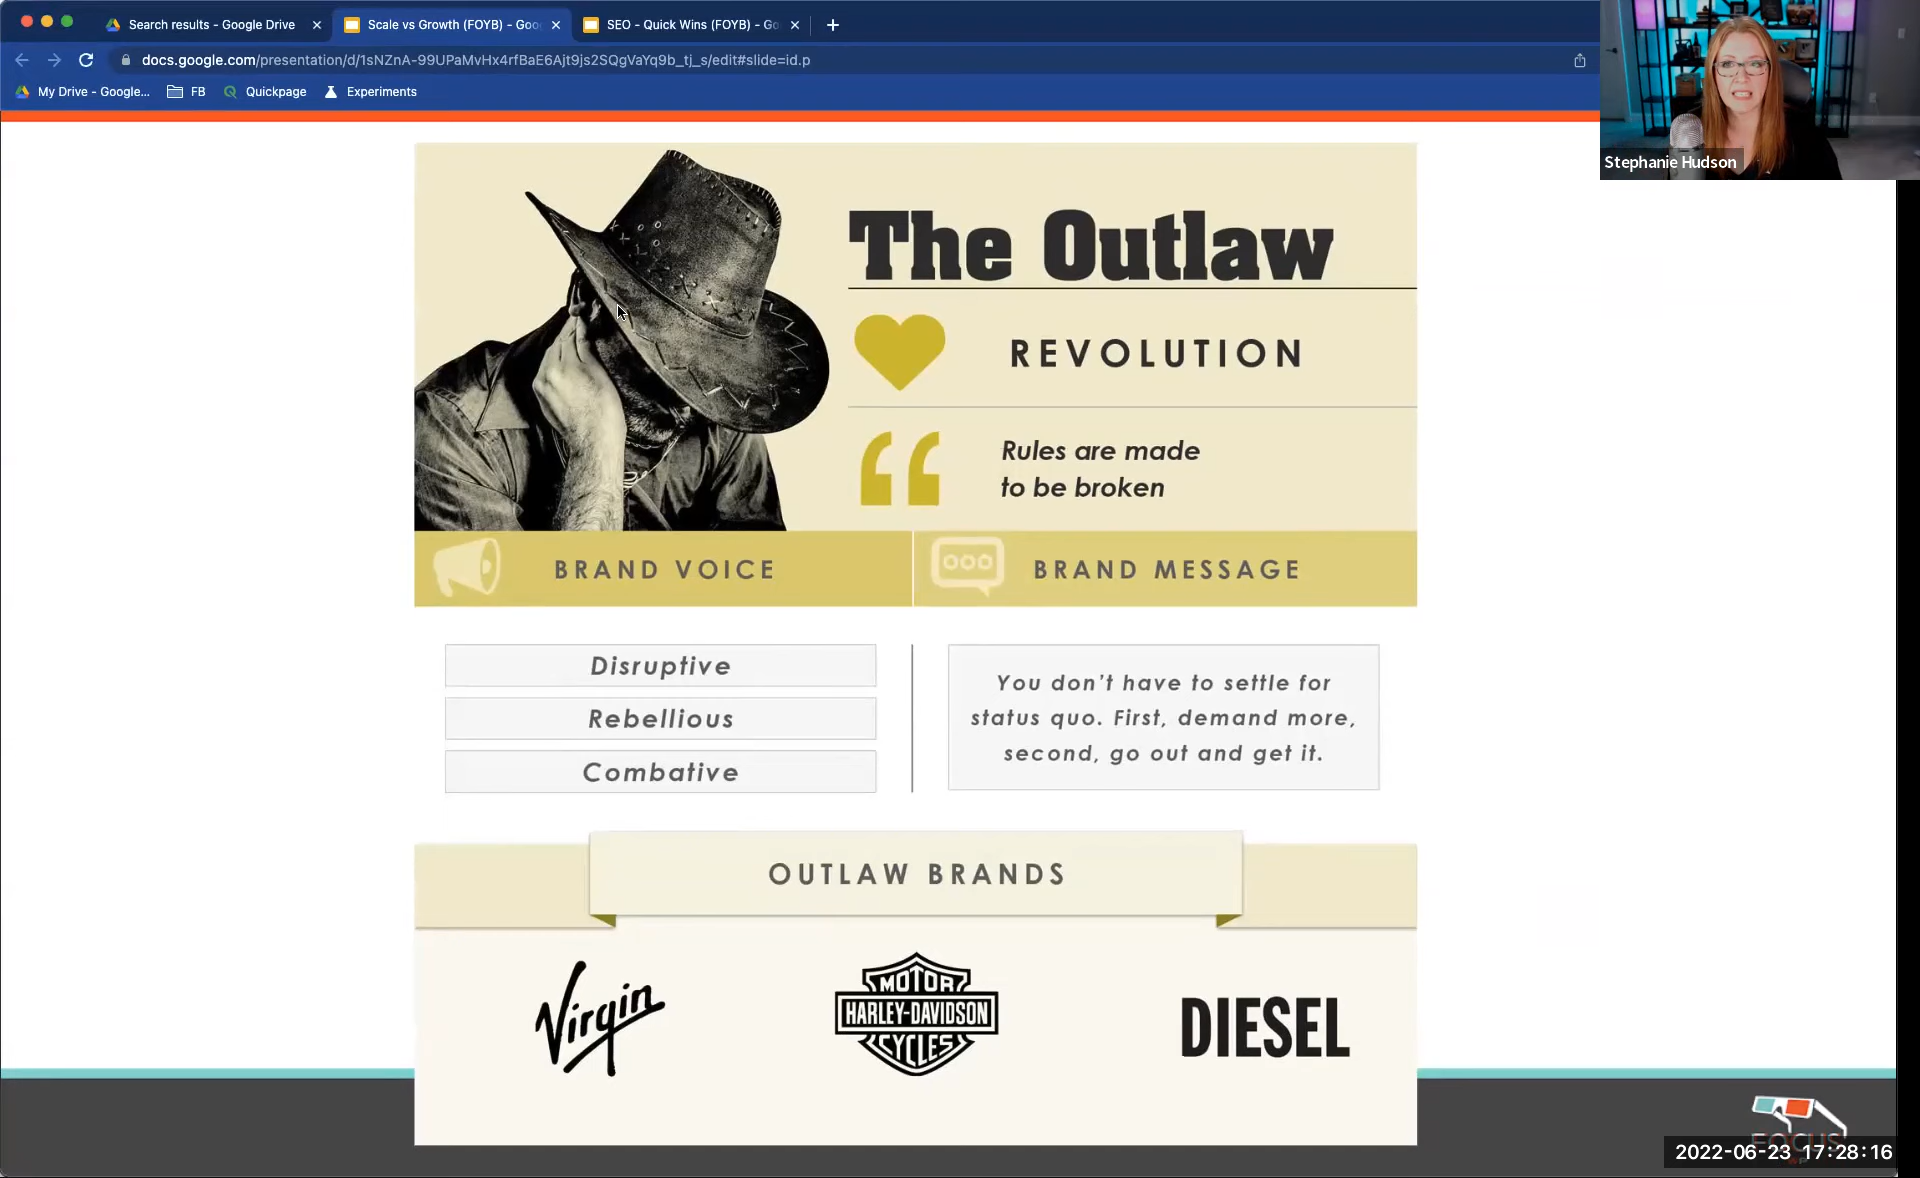 Search results - Google Drive
Scale vs Growth (FOYB) - Goo
SEO - Quick Wins (FOYB) - Go
docs.google.com/presentation/d/1sNZnA-99UPaMvHx4rfBaE6Ajt9js2SQgVaYq9b_tj_s/edit#slide=id.p
My Drive - Google...
FB
Quickpage
Experiments
Stephanie Hudson
The Outlaw
REVOLUTION
Rules are made
to be broken
BRAND VOICE
BRAND MESSAGE
Disruptive
Rebellious
Combative
You don't have to settle for
status quo. First, demand more,
second, go out and get it.
OUTLAW BRANDS
Virgin
MOTOR
HARLEY-DAVIDSON
CYCLES
DIESEL
FOCUS
2022-06-23 17:28:16